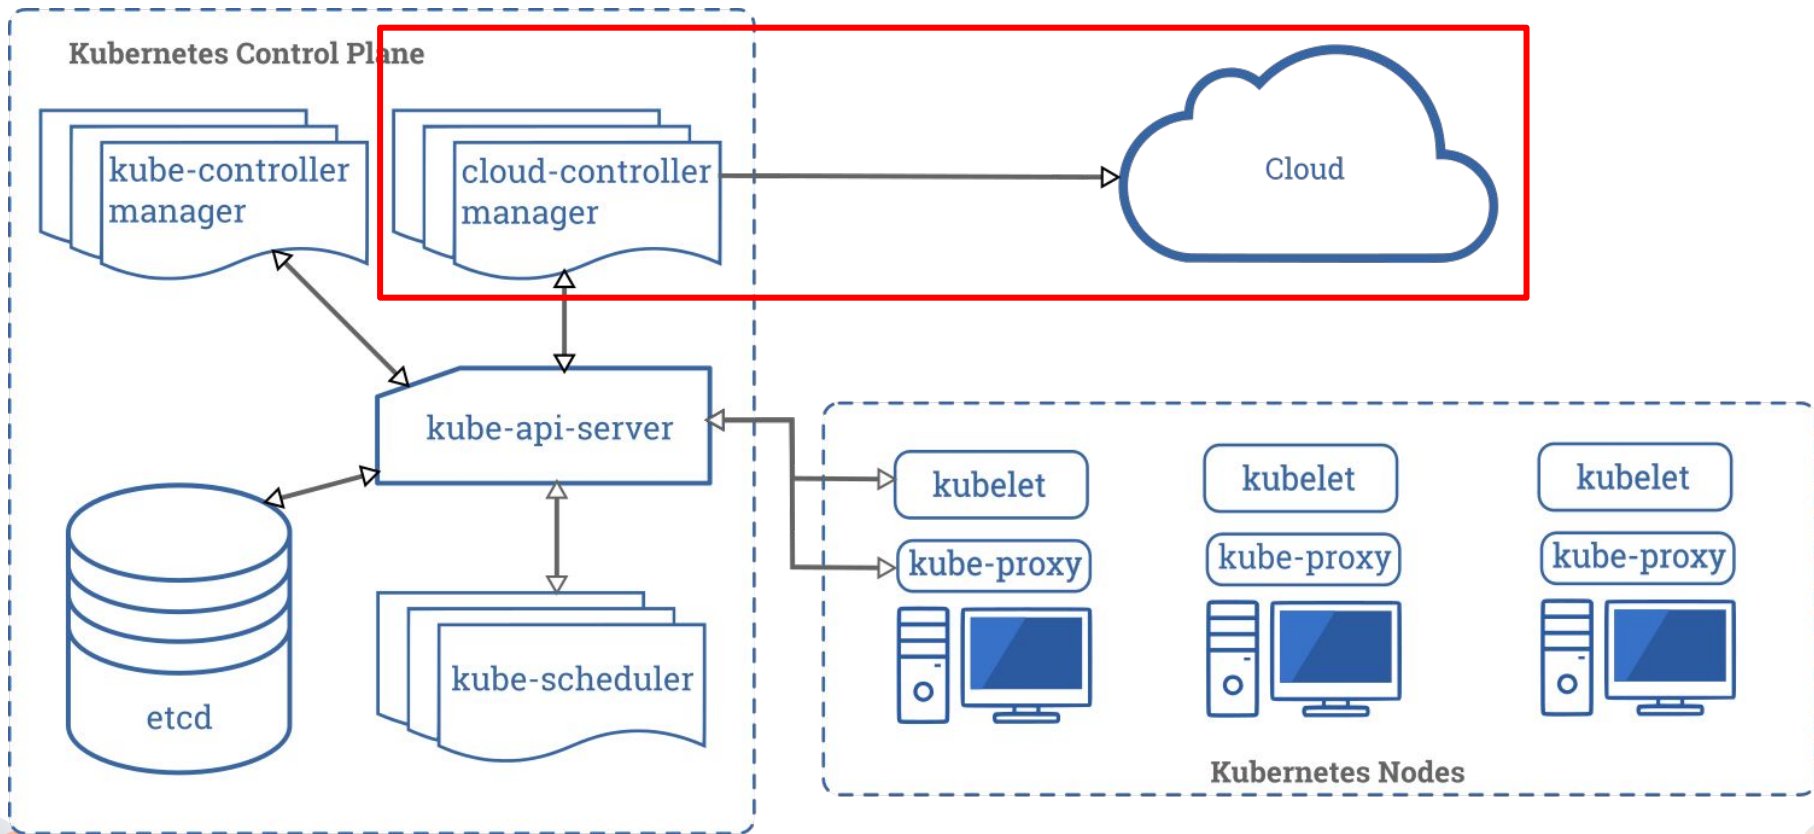 Kubernetes Control Plane
kube-controller
manager
cloud-controller
manager
Cloud
kube-api-server
etcd
kube-scheduler
kubelet
kube-proxy
kubelet
kube-proxy
kubelet
kube-proxy
Kubernetes Nodes